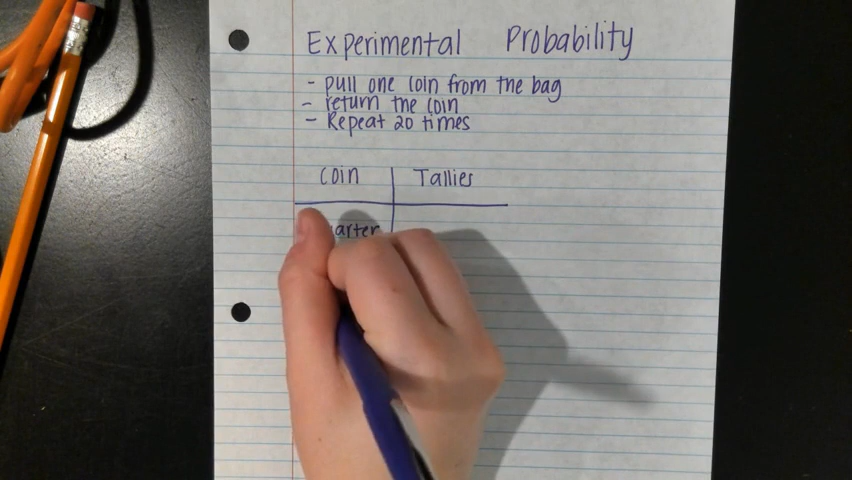 Experimental Probability
- pull one coin from the bag
- return the coin
- Repeat 20 times
coin Tallies